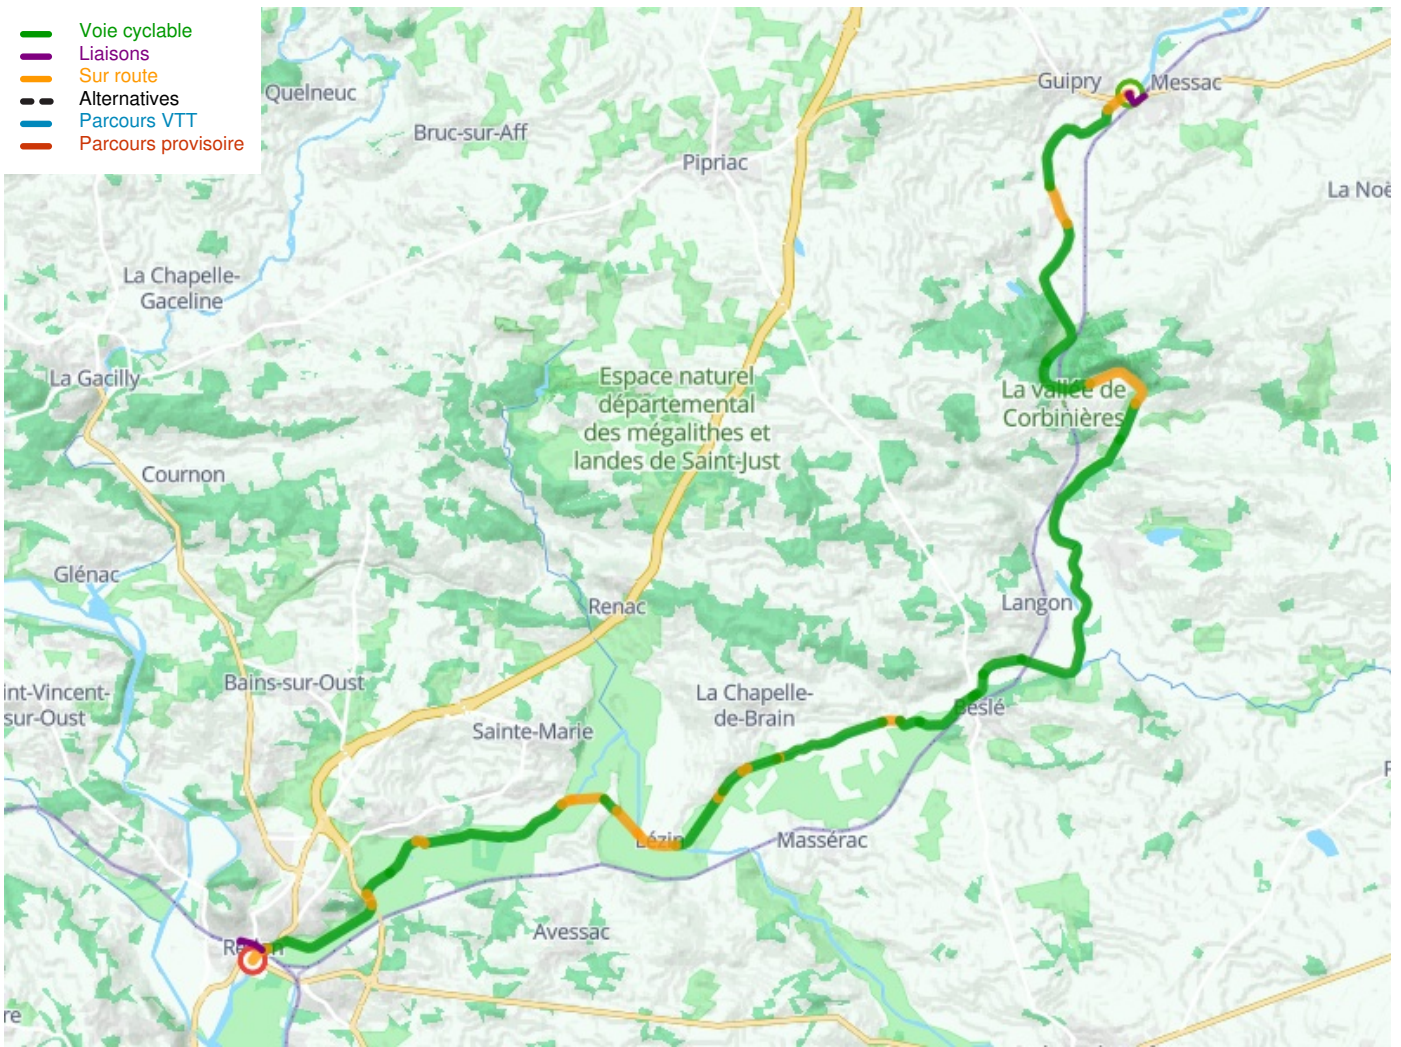 Voie cyclable
Liaisons
Sur route
Alternatives
Parcours VTT
Parcours provisoire
Quelneuc
Guipry
Messac
Bruc-sur-Aff
Pipriac
La Noë
La Chapelle-
Gaceline
La Gacilly
Espace naturel
départemental
des mégalithes et
landes de Saint-Just
La vallée de
Corbinières
Cournon
Glénac
Renac
Langon
Bains-sur-Oust
int-Vincent-
sur-Oust
La Chapelle-
de-Brain
Beslé
Sainte-Marie
Lézin
Massérac
Avessac
re